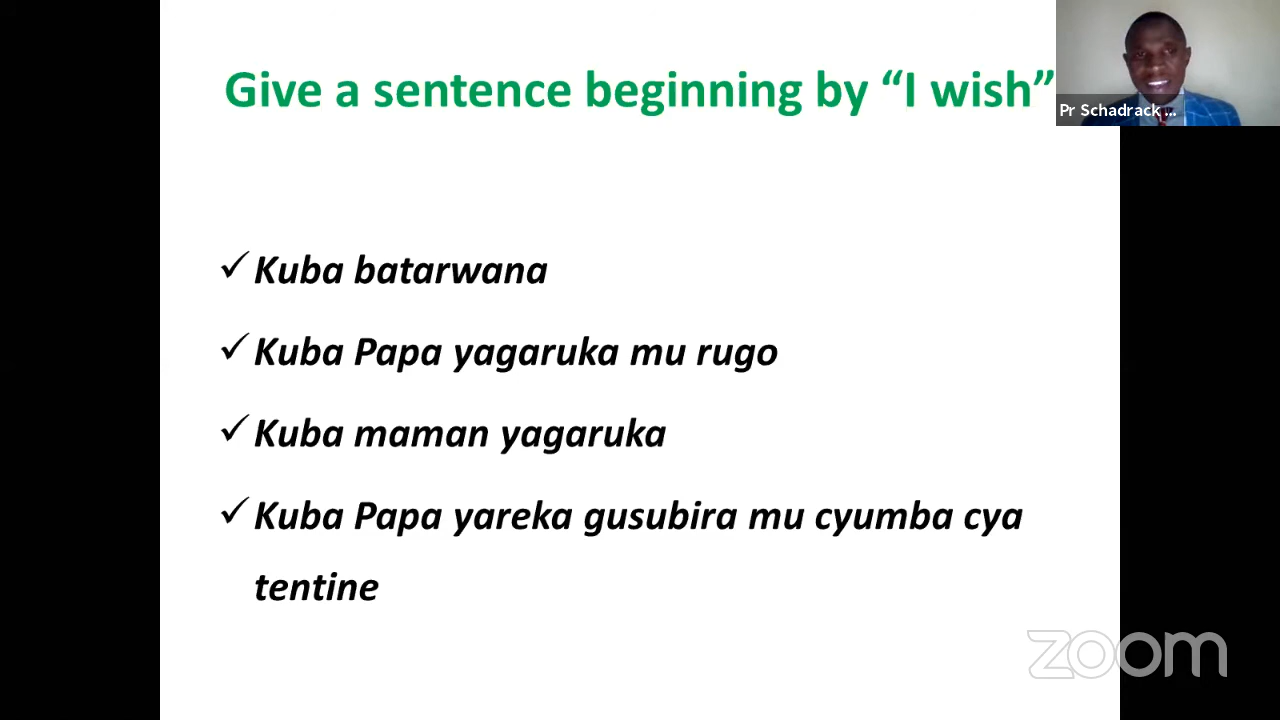 Give a sentence beginning by “I wish”
Pr Schadrack ...
✓ Kuba batarwana
✓ Kuba Papa yagaruka mu rugo
✓ Kuba maman yagaruka
✓ Kuba Papa yareka gusubira mu cyumba cya
tentine
zoom